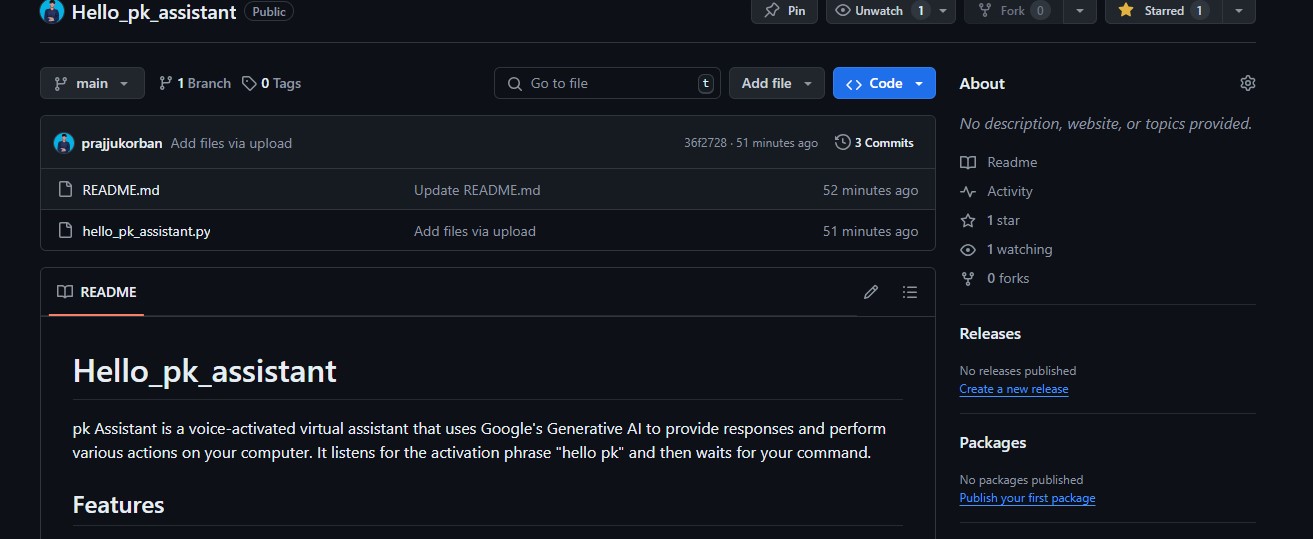 Hello_pk_assistant Public
Pin
Unwatch 1
Fork 0
Starred 1
main
1 Branch
0 Tags
Go to file t
Add file
Code
prajjukorban Add files via upload 36f2728 · 51 minutes ago 3 Commits
README.md Update README.md 52 minutes ago
hello_pk_assistant.py Add files via upload 51 minutes ago
README
Hello_pk_assistant
pk Assistant is a voice-activated virtual assistant that uses Google's Generative AI to provide responses and perform
various actions on your computer. It listens for the activation phrase "hello pk" and then waits for your command.
Features
About
No description, website, or topics provided.
Readme
Activity
1 star
1 watching
0 forks
Releases
No releases published
Create a new release
Packages
No packages published
Publish your first package